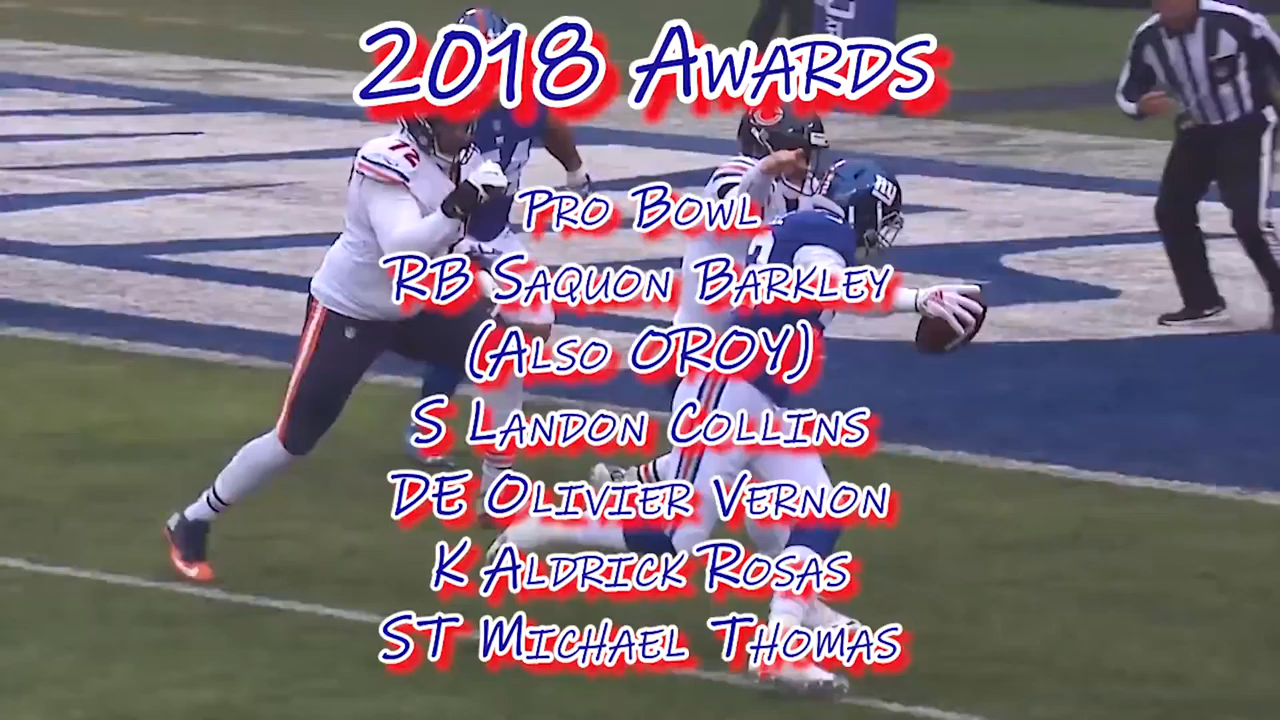 2018 Awards
Pro Bowl
RB Saquon Barkley
(Also OROY)
S Landon Collins
DE Olivier Vernon
K Aldrick Rosas
ST Michael Thomas
72